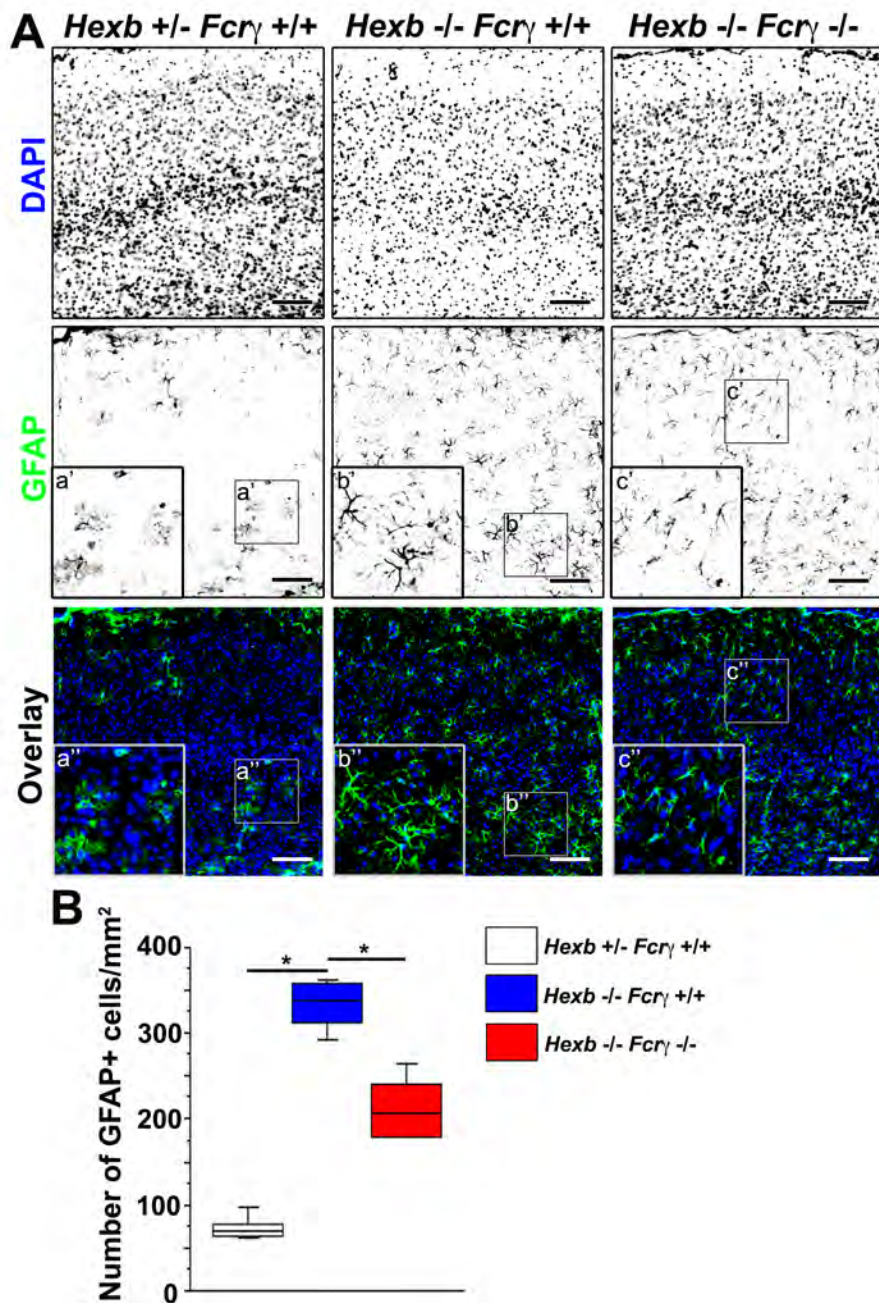 A
Hexb +/- Fcrγ +/+
Hexb -/- Fcrγ +/+
Hexb -/- Fcrγ -/-
DAPI
GFAP
a'
a'
b'
b'
c'
c'
Overlay
a''
a''
b''
b''
c''
c''
B
Number of GFAP+ cells/mm²
400
300
200
100
0
*
*
Hexb +/- Fcrγ +/+
Hexb -/- Fcrγ +/+
Hexb -/- Fcrγ -/-